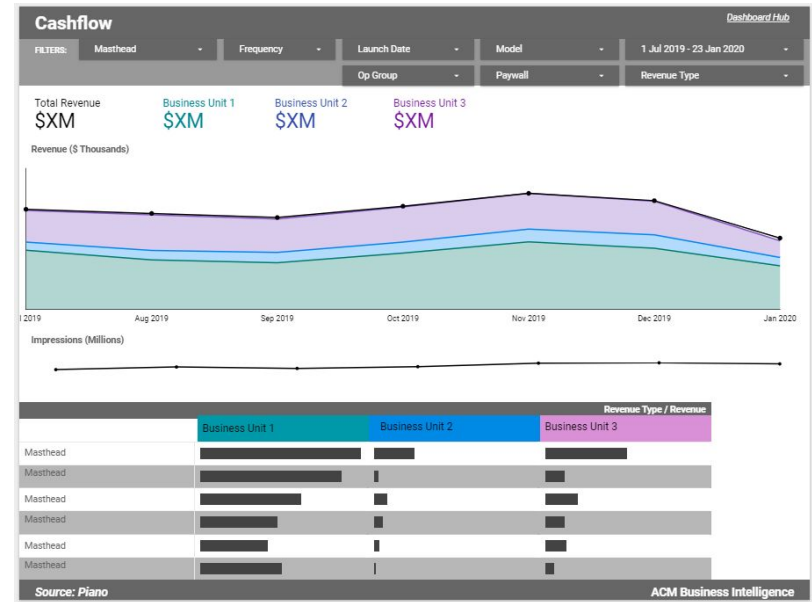 Cashflow
Dashboard Hub
FILTERS: Masthead Frequency Launch Date Model 1 Jul 2019 - 23 Jan 2020
Op Group Paywall Revenue Type
Total Revenue Business Unit 1 Business Unit 2 Business Unit 3
$XM $XM $XM $XM
Revenue ($ Thousands)
l 2019 Aug 2019 Sep 2019 Oct 2019 Nov 2019 Dec 2019 Jan 2020
Impressions (Millions)
Revenue Type / Revenue
Business Unit 1 Business Unit 2 Business Unit 3
Masthead
Masthead
Masthead
Masthead
Masthead
Masthead
Source: Piano ACM Business Intelligence